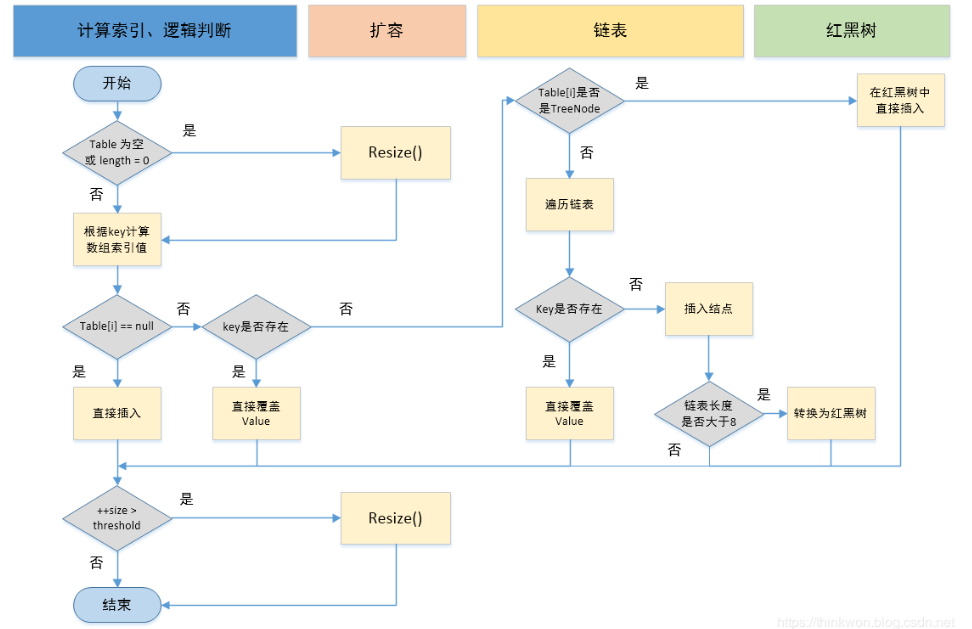 计算索引、逻辑判断
扩容
链表
红黑树
开始
Table 为空
或 length = 0
是
Resize()
否
根据key计算
数组索引值
Table[i] == null
否
key是否存在
否
是
直接插入
是
直接覆盖
Value
Table[i]是否
是TreeNode
是
在红黑树中
直接插入
否
遍历链表
Key是否存在
否
插入结点
是
直接覆盖
Value
链表长度
是否大于8
是
转换为红黑树
否
++size >
threshold
是
Resize()
否
结束
https://thinkwon.blog.csdn.net